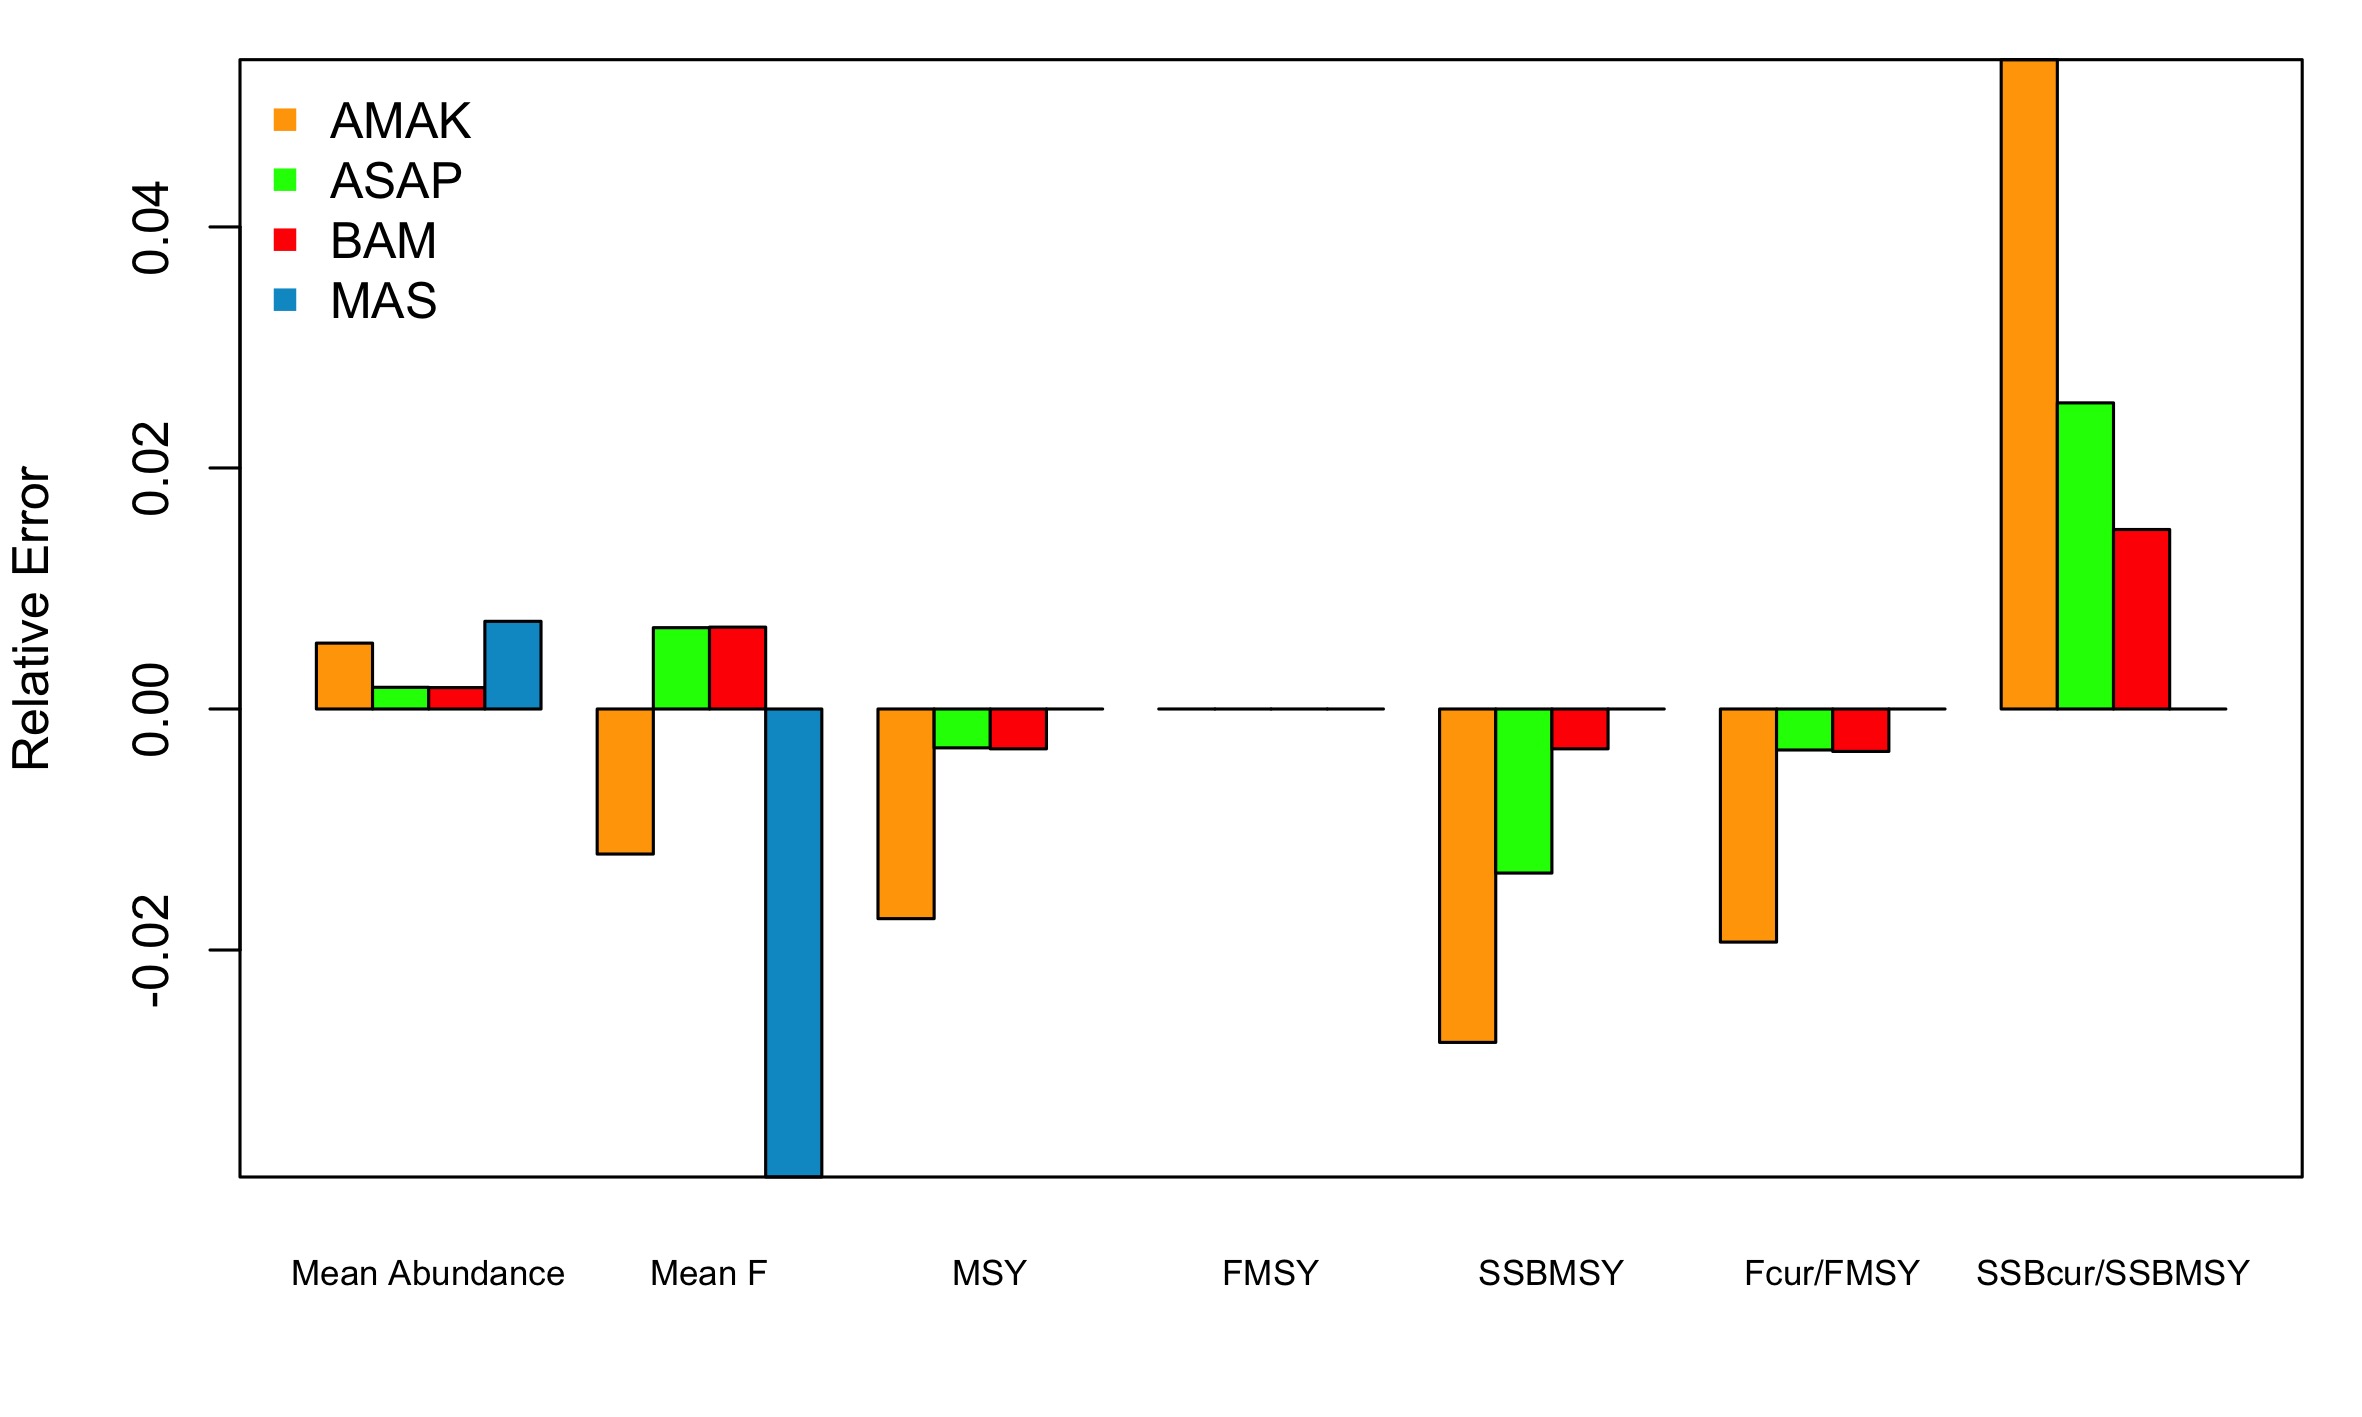 AMAK
ASAP
BAM
MAS
Relative Error
0.04
0.02
0.00
-0.02
Mean Abundance
Mean F
MSY
FMSY
SSBMSY
Fcur/FMSY
SSBcur/SSBMSY